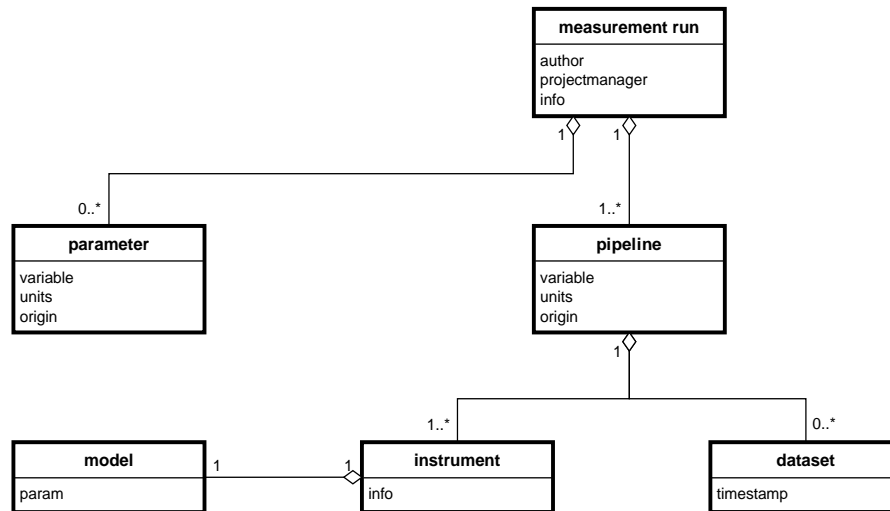 measurement run
author
projectmanager
info
1 1
0..* 1..*
parameter
variable
units
origin
pipeline
variable
units
origin
1
1..* 0..*
model
param
1 1
instrument
info
dataset
timestamp